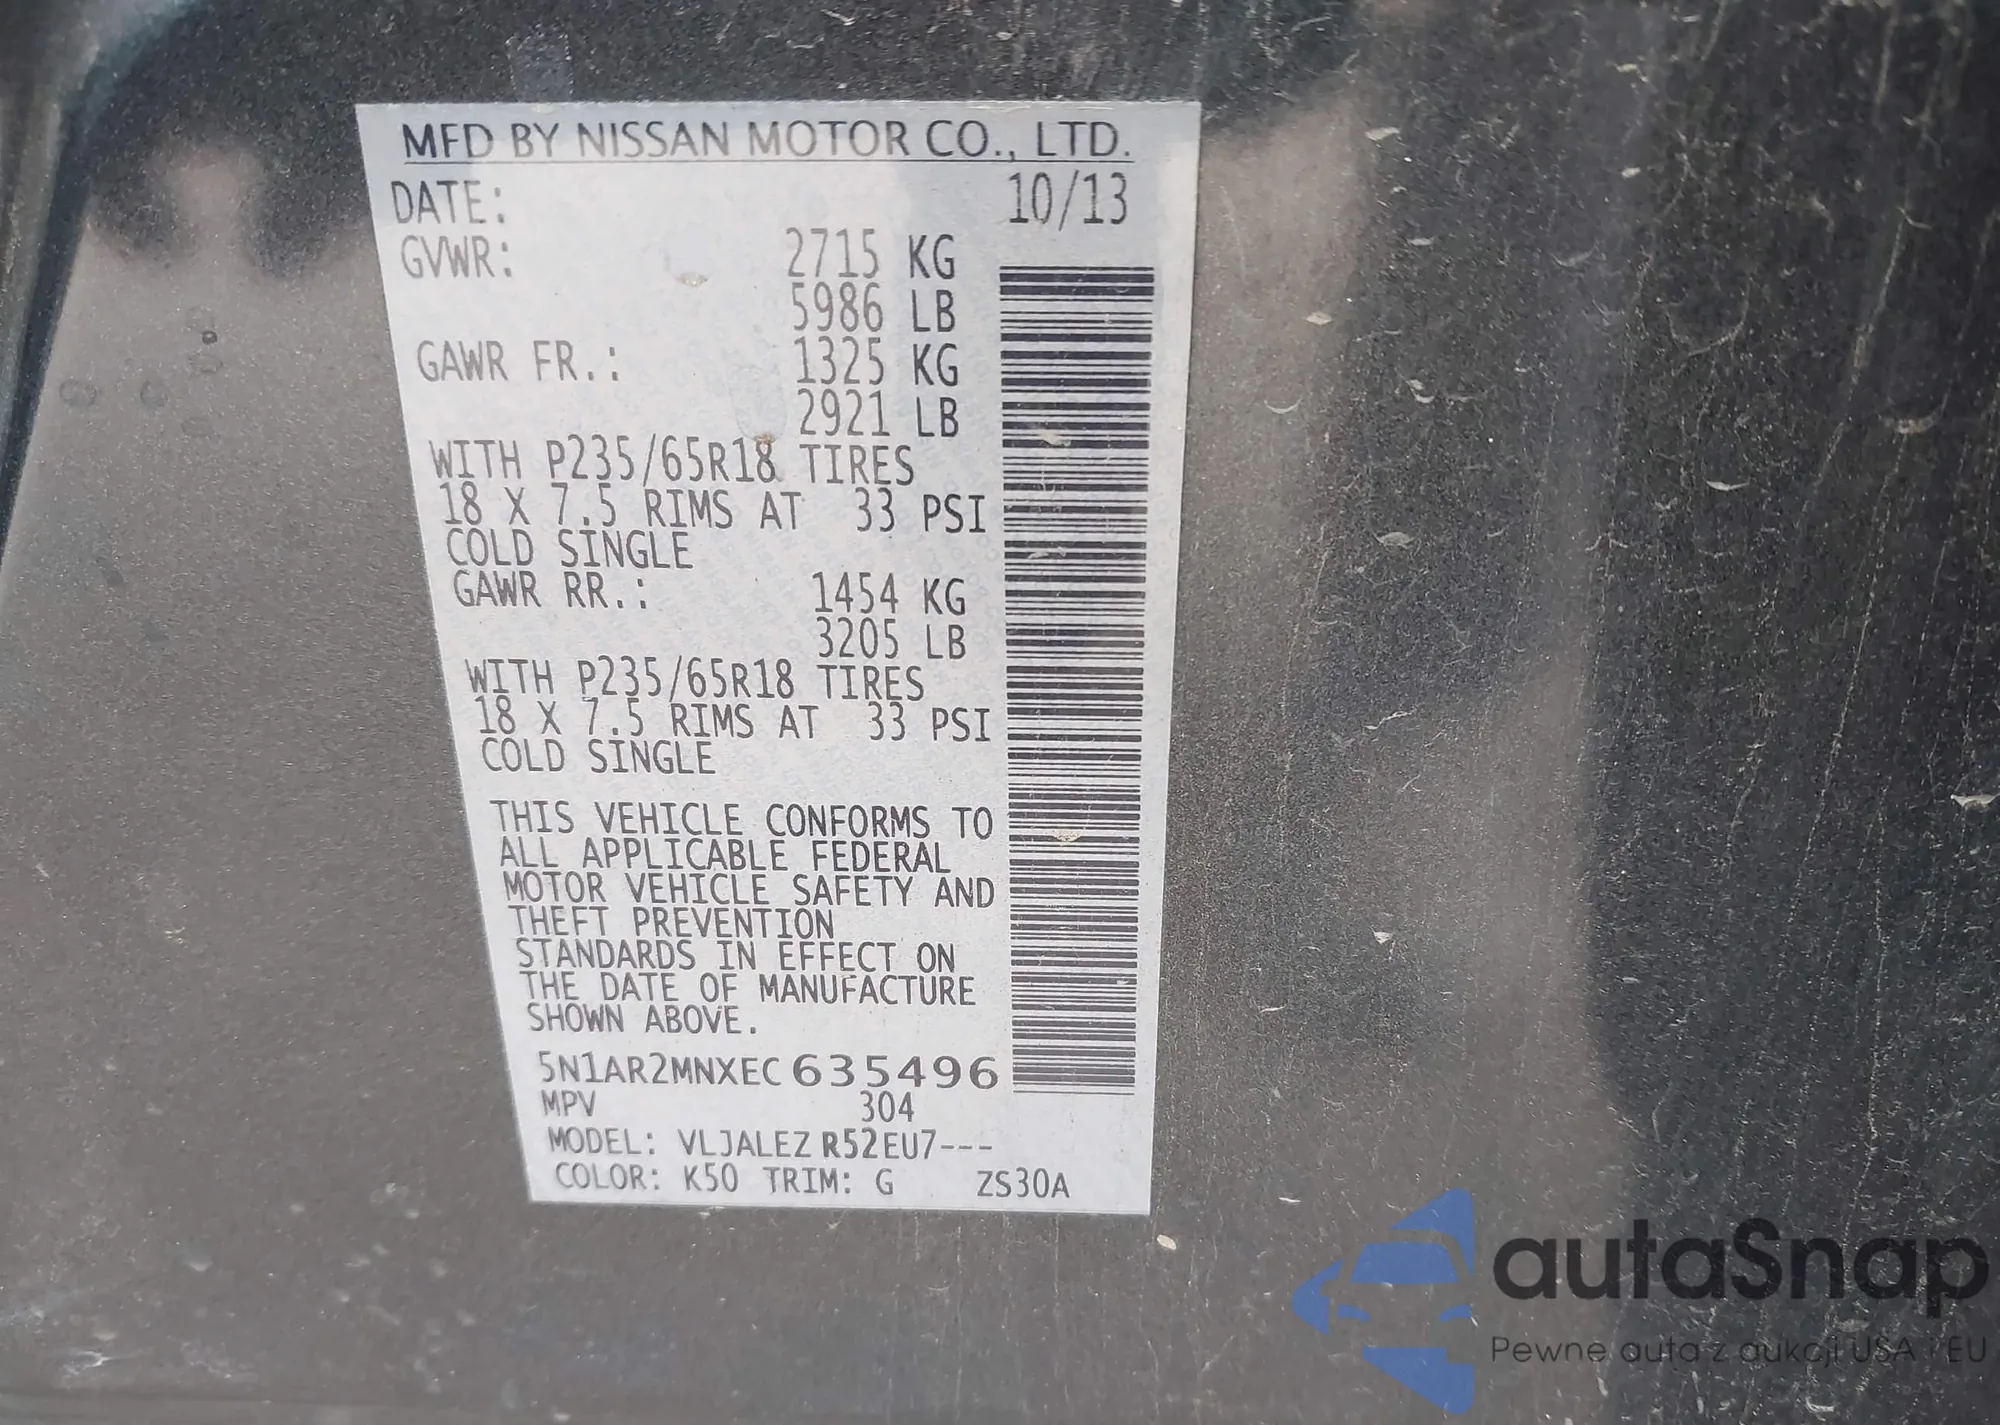 MFD BY NISSAN MOTOR CO., LTD.
DATE: 10/13
GVWR: 2715 KG
5986 LB
GAWR FR.: 1325 KG
2921 LB
WITH P235/65R18 TIRES
18 X 7.5 RIMS AT 33 PSI
COLD SINGLE
GAWR RR.: 1454 KG
3205 LB
WITH P235/65R18 TIRES
18 X 7.5 RIMS AT 33 PSI
COLD SINGLE
THIS VEHICLE CONFORMS TO
ALL APPLICABLE FEDERAL
MOTOR VEHICLE SAFETY AND
THEFT PREVENTION
STANDARDS IN EFFECT ON
THE DATE OF MANUFACTURE
SHOWN ABOVE.
5N1AR2MNXEC635496
MPV 304
MODEL: VLJALEZR52EU7---
COLOR: K50 TRIM: G ZS30A
autaSnap
Pewne auta z aukcji USA i EU